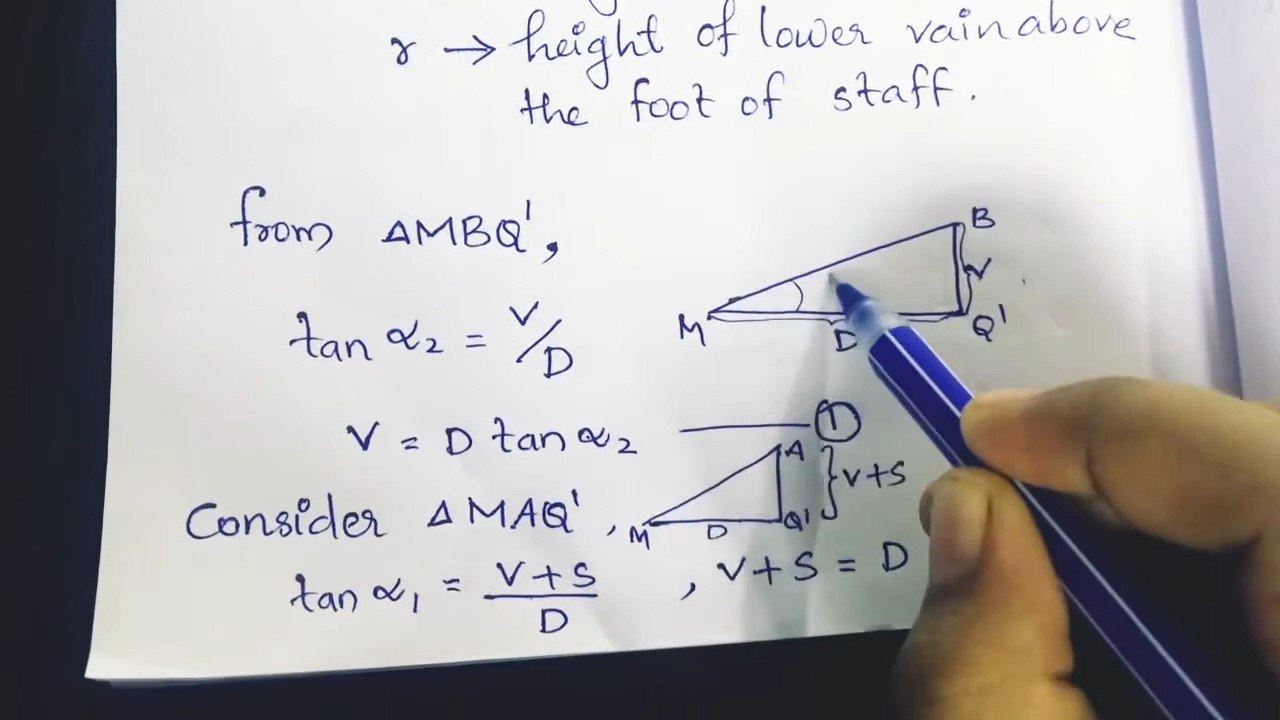 r → height of lower vain above
the foot of staff.
from ΔMBQ',
B
V
M
D
Q'
tan α₂ = V/D
V = D tan α₂ ——— ①
A
V+S
Consider ΔMAQ',
M
D
Q'
tan α₁ = V+S/D , V+S = D